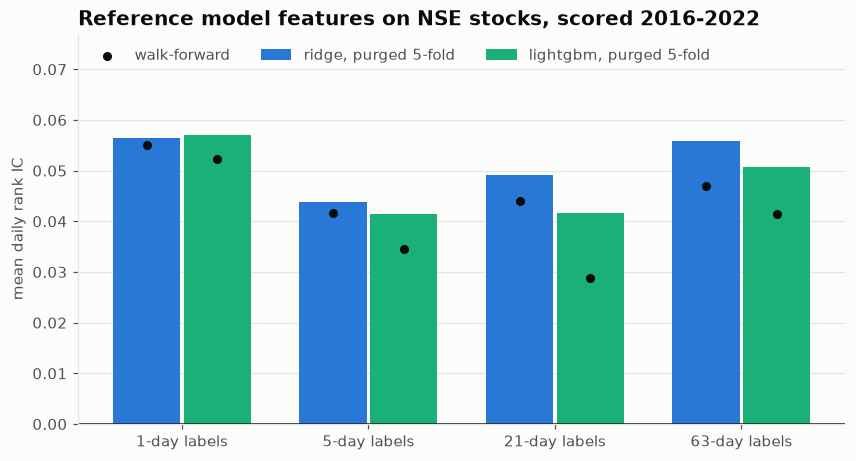 Reference model features on NSE stocks, scored 2016-2022
walk-forward
ridge, purged 5-fold
lightgbm, purged 5-fold
mean daily rank IC
0.07
0.06
0.05
0.04
0.03
0.02
0.01
0.00
1-day labels
5-day labels
21-day labels
63-day labels